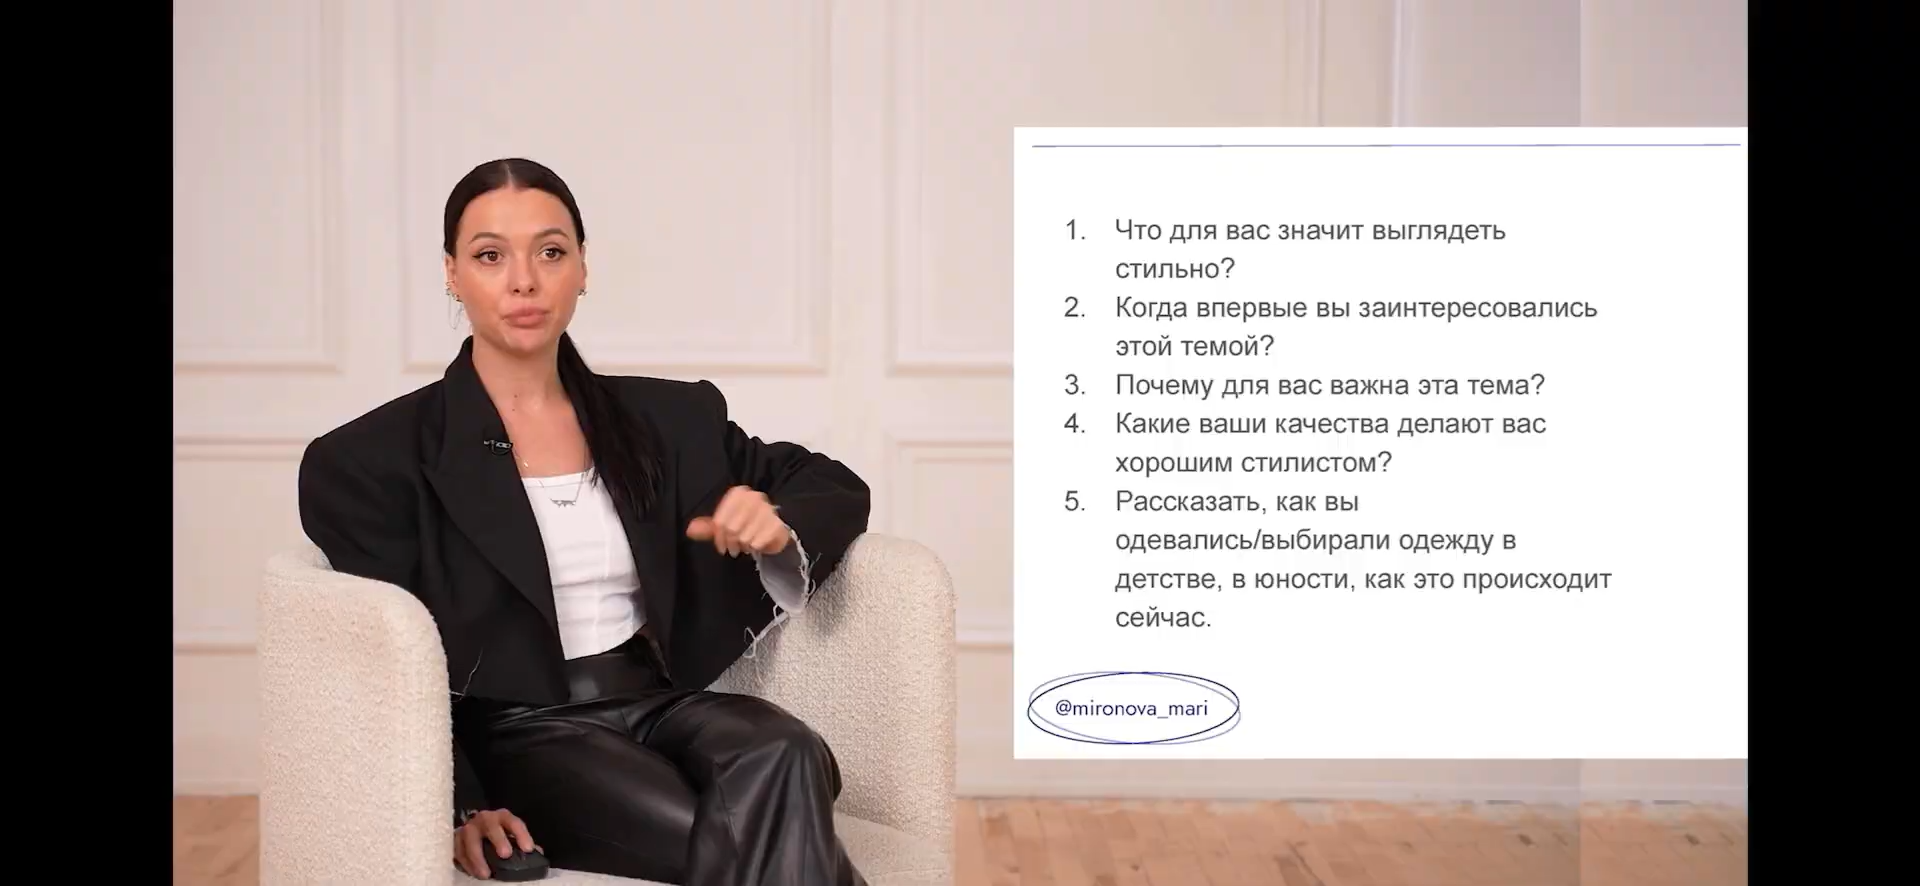 1. Что для вас значит выглядеть
стильно?
2. Когда впервые вы заинтересовались
этой темой?
3. Почему для вас важна эта тема?
4. Какие ваши качества делают вас
хорошим стилистом?
5. Рассказать, как вы
одевались/выбирали одежду в
детстве, в юности, как это происходит
сейчас.
@mironova_mari